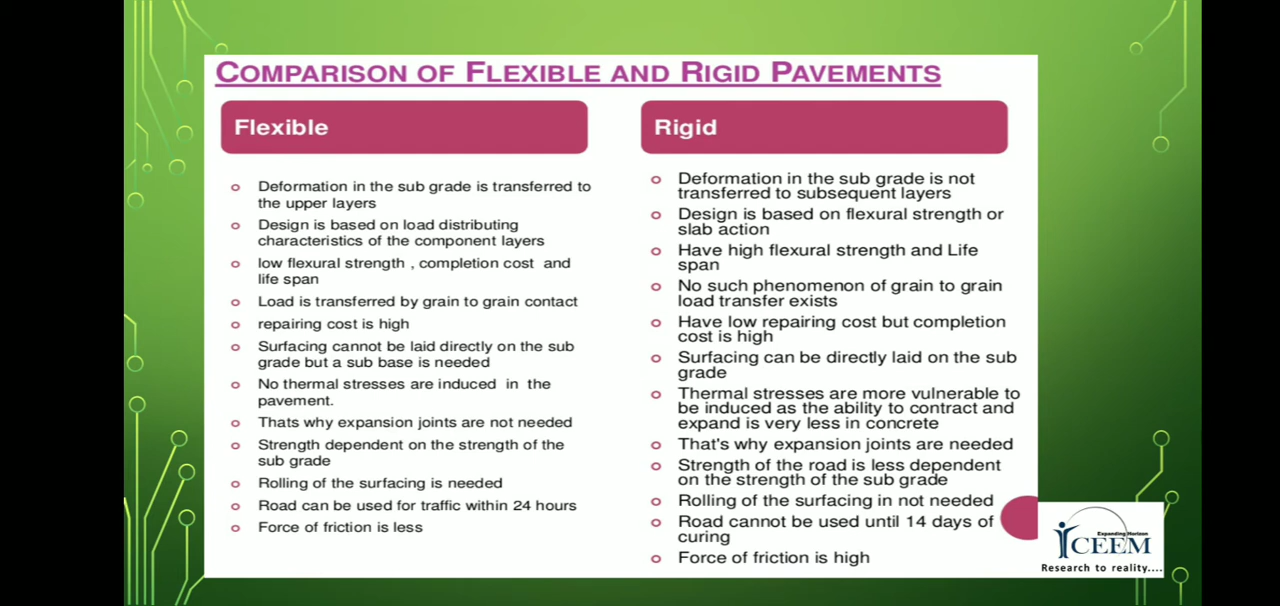 COMPARISON OF FLEXIBLE AND RIGID PAVEMENTS
Flexible
Deformation in the sub grade is transferred to
the upper layers
Design is based on load distributing
characteristics of the component layers
low flexural strength , completion cost and
life span
Load is transferred by grain to grain contact
repairing cost is high
Surfacing cannot be laid directly on the sub
grade but a sub base is needed
No thermal stresses are induced in the
pavement.
Thats why expansion joints are not needed
Strength dependent on the strength of the
sub grade
Rolling of the surfacing is needed
Road can be used for traffic within 24 hours
Force of friction is less
Rigid
Deformation in the sub grade is not
transferred to subsequent layers
Design is based on flexural strength or
slab action
Have high flexural strength and Life
span
No such phenomenon of grain to grain
load transfer exists
Have low repairing cost but completion
cost is high
Surfacing can be directly laid on the sub
grade
Thermal stresses are more vulnerable to
be induced as the ability to contract and
expand is very less in concrete
That's why expansion joints are needed
Strength of the road is less dependent
on the strength of the sub grade
Rolling of the surfacing in not needed
Road cannot be used until 14 days of
curing
Force of friction is high
Expanding Horizon
iCEEM
Research to reality....